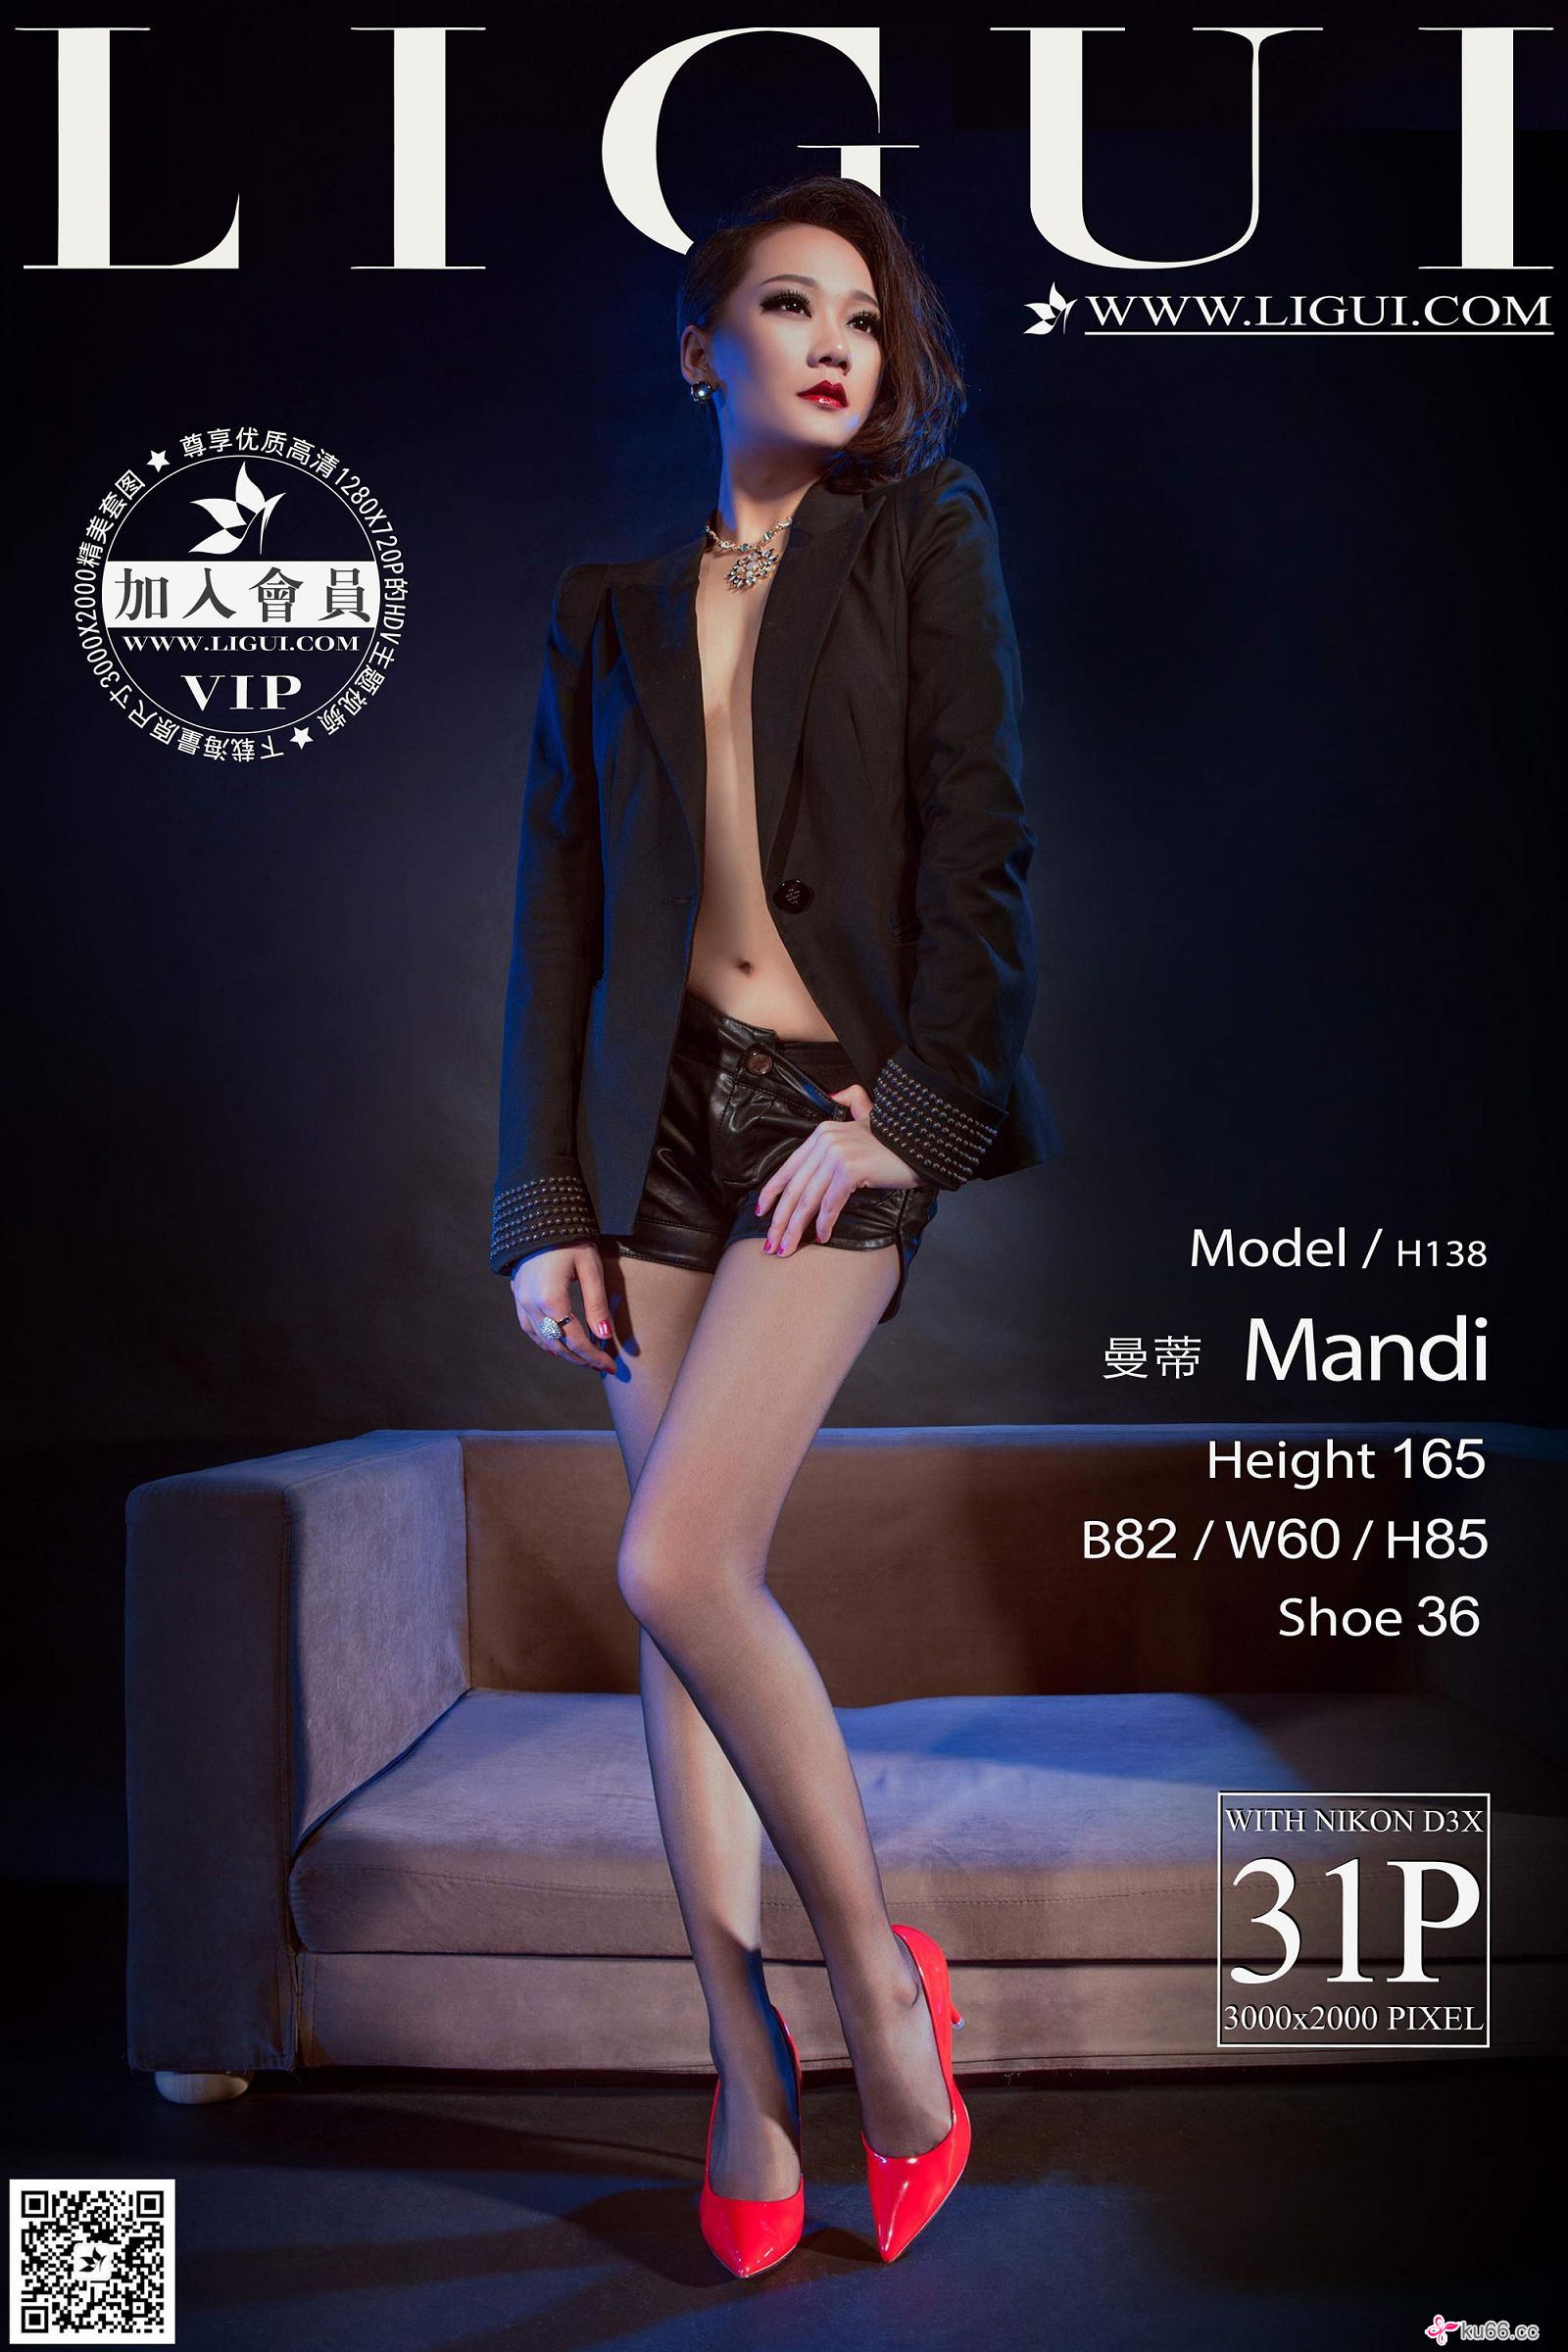 LIGUI
WWW.LIGUI.COM
尊享优质高清1280X720P的HDV主题视频
下载海量原尺寸3000X2000精美套图
加入會員
WWW.LIGUI.COM
VIP
Model / H138
曼蒂 Mandi
Height 165
B82 / W60 / H85
Shoe 36
WITH NIKON D3X
31P
3000x2000 PIXEL
ku66.cc